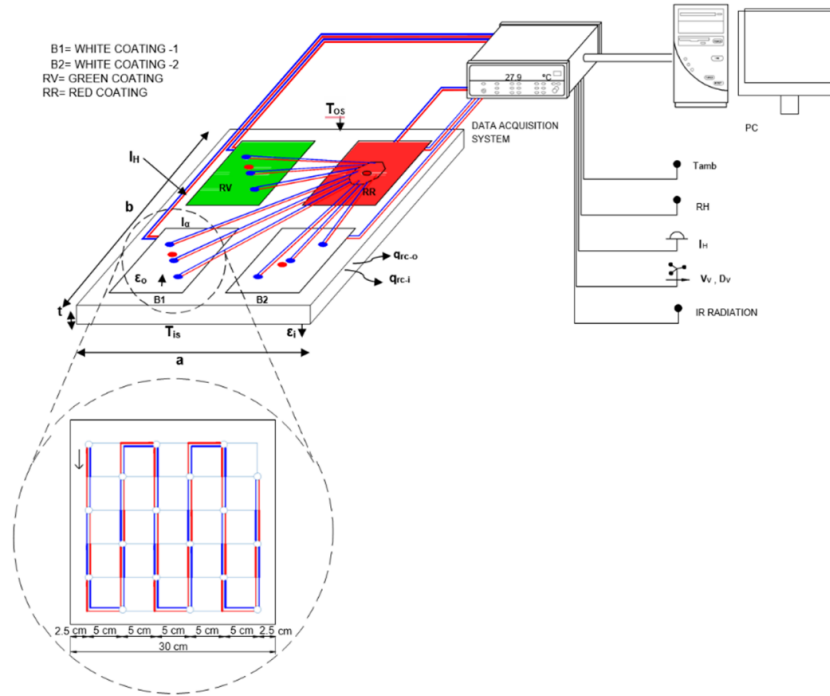 B1= WHITE COATING -1
B2= WHITE COATING -2
RV= GREEN COATING
RR= RED COATING
27.9 ºC
DATA ACQUISITION
SYSTEM
PC
Tos
IH
RV
RR
b
Iα
Tamb
RH
IH
qrc-o
qrc-i
εo
B1
B2
VV , DV
t
Tis
εi
IR RADIATION
a
2.5 cm 5 cm 5 cm 5 cm 5 cm 5 cm 2.5 cm
30 cm